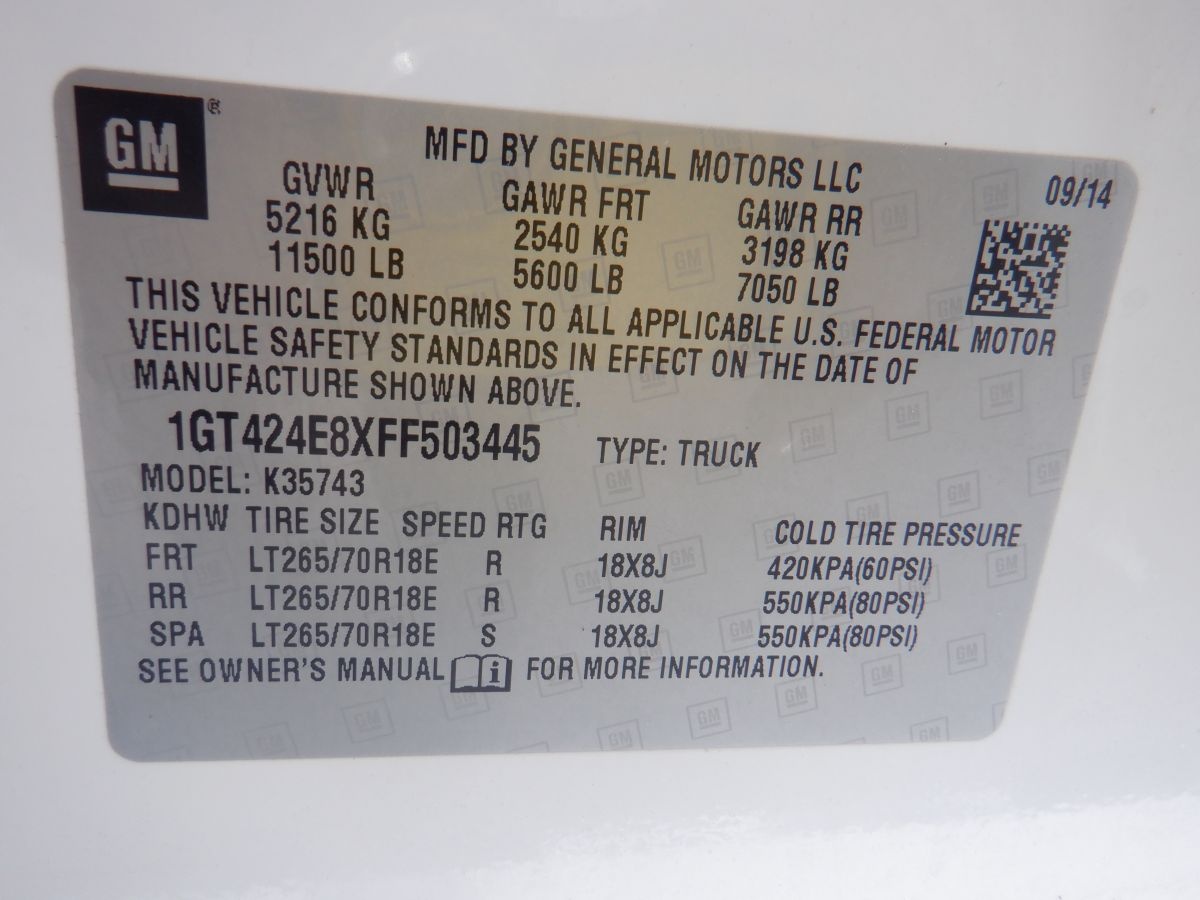 GM ®
MFD BY GENERAL MOTORS LLC
GVWR GAWR FRT GAWR RR 09/14
5216 KG 2540 KG 3198 KG
11500 LB 5600 LB 7050 LB
THIS VEHICLE CONFORMS TO ALL APPLICABLE U.S. FEDERAL MOTOR
VEHICLE SAFETY STANDARDS IN EFFECT ON THE DATE OF
MANUFACTURE SHOWN ABOVE.
1GT424E8XFF503445 TYPE: TRUCK
MODEL: K35743
KDHW TIRE SIZE SPEED RTG RIM COLD TIRE PRESSURE
FRT LT265/70R18E R 18X8J 420KPA(60PSI)
RR LT265/70R18E R 18X8J 550KPA(80PSI)
SPA LT265/70R18E S 18X8J 550KPA(80PSI)
SEE OWNER'S MANUAL i FOR MORE INFORMATION.